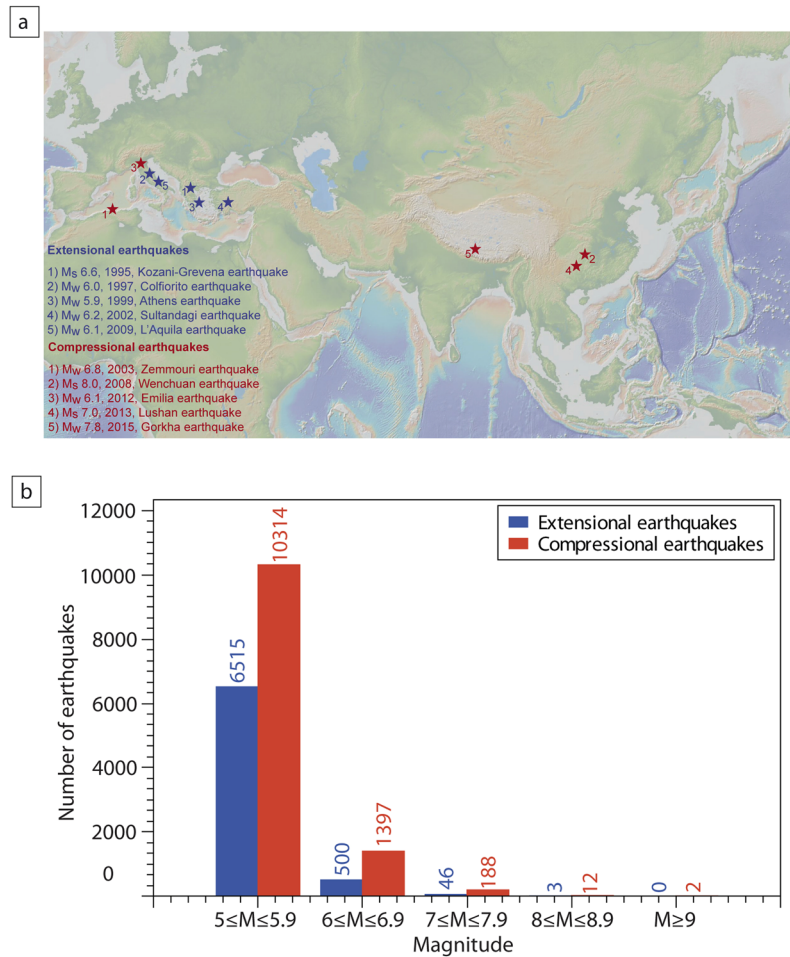 a
3
2
5
1
3
4
1
5
2
4
Extensional earthquakes
1) MS 6.6, 1995, Kozani-Grevena earthquake
2) MW 6.0, 1997, Colfiorito earthquake
3) MW 5.9, 1999, Athens earthquake
4) MW 6.2, 2002, Sultandagi earthquake
5) MW 6.1, 2009, L'Aquila earthquake
Compressional earthquakes
1) MW 6.8, 2003, Zemmouri earthquake
2) MS 8.0, 2008, Wenchuan earthquake
3) MW 6.1, 2012, Emilia earthquake
4) MS 7.0, 2013, Lushan earthquake
5) MW 7.8, 2015, Gorkha earthquake
b
Number of earthquakes
12000
10000
8000
6000
4000
2000
0
Extensional earthquakes
Compressional earthquakes
6515
10314
500
1397
46
188
3
12
0
2
5≤M≤5.9
6≤M≤6.9
7≤M≤7.9
8≤M≤8.9
M≥9
Magnitude